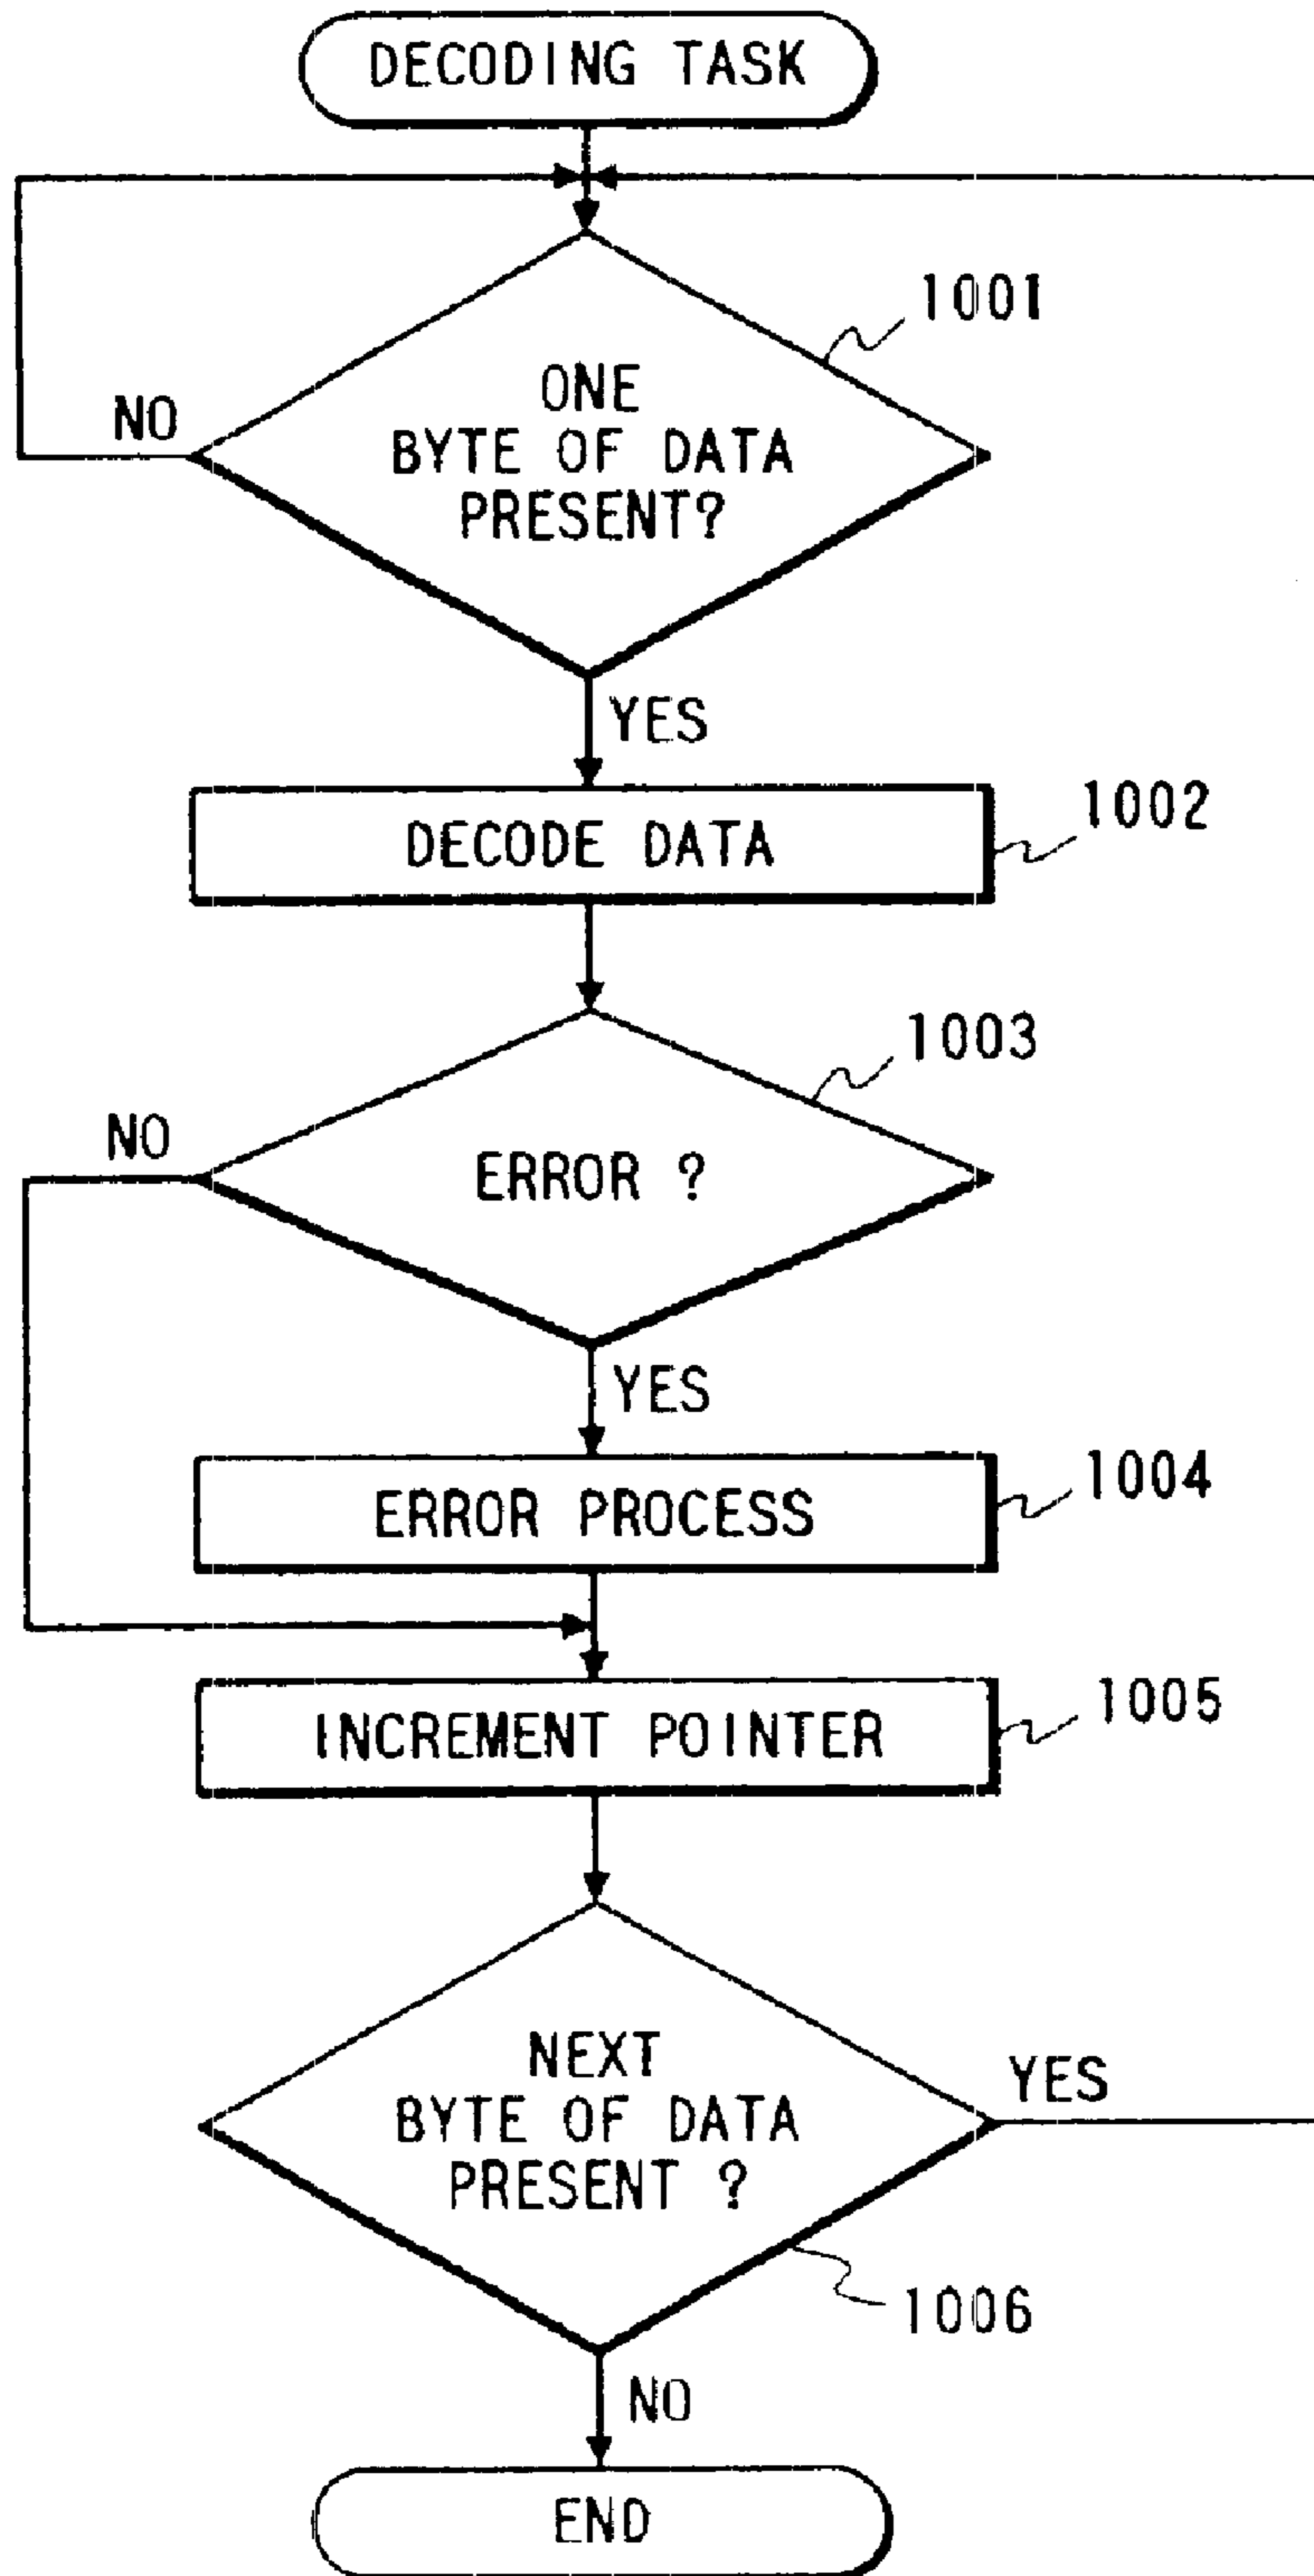 DECODING TASK
1001
ONE
BYTE OF DATA
PRESENT?
NO
YES
DECODE DATA
1002
1003
NO
ERROR ?
YES
ERROR PROCESS
1004
INCREMENT POINTER
1005
NEXT
BYTE OF DATA
PRESENT ?
YES
1006
NO
END